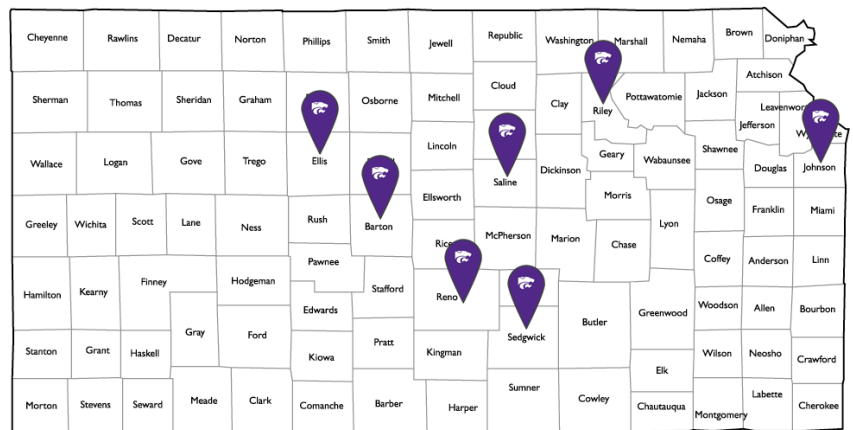 Cheyenne
Rawlins
Decatur
Norton
Phillips
Smith
Jewell
Republic
Washington
Marshall
Nemaha
Brown
Doniphan
Sherman
Thomas
Sheridan
Graham
Osborne
Mitchell
Cloud
Clay
Riley
Pottawatomie
Jackson
Atchison
Jefferson
Wallace
Logan
Gove
Trego
Ellis
Lincoln
Saline
Dickinson
Geary
Wabaunsee
Shawnee
Douglas
Johnson
Greeley
Wichita
Scott
Lane
Ness
Rush
Barton
Ellsworth
McPherson
Marion
Morris
Chase
Lyon
Osage
Franklin
Miami
Hamilton
Kearny
Finney
Hodgeman
Pawnee
Edwards
Stafford
Rice
Reno
Sedgwick
Butler
Greenwood
Coffey
Anderson
Linn
Woodson
Allen
Bourbon
Stanton
Grant
Haskell
Gray
Ford
Kiowa
Pratt
Kingman
Sumner
Elk
Wilson
Neosho
Crawford
Morton
Stevens
Seward
Meade
Clark
Comanche
Barber
Harper
Cowley
Chautauqua
Montgomery
Labette
Cherokee